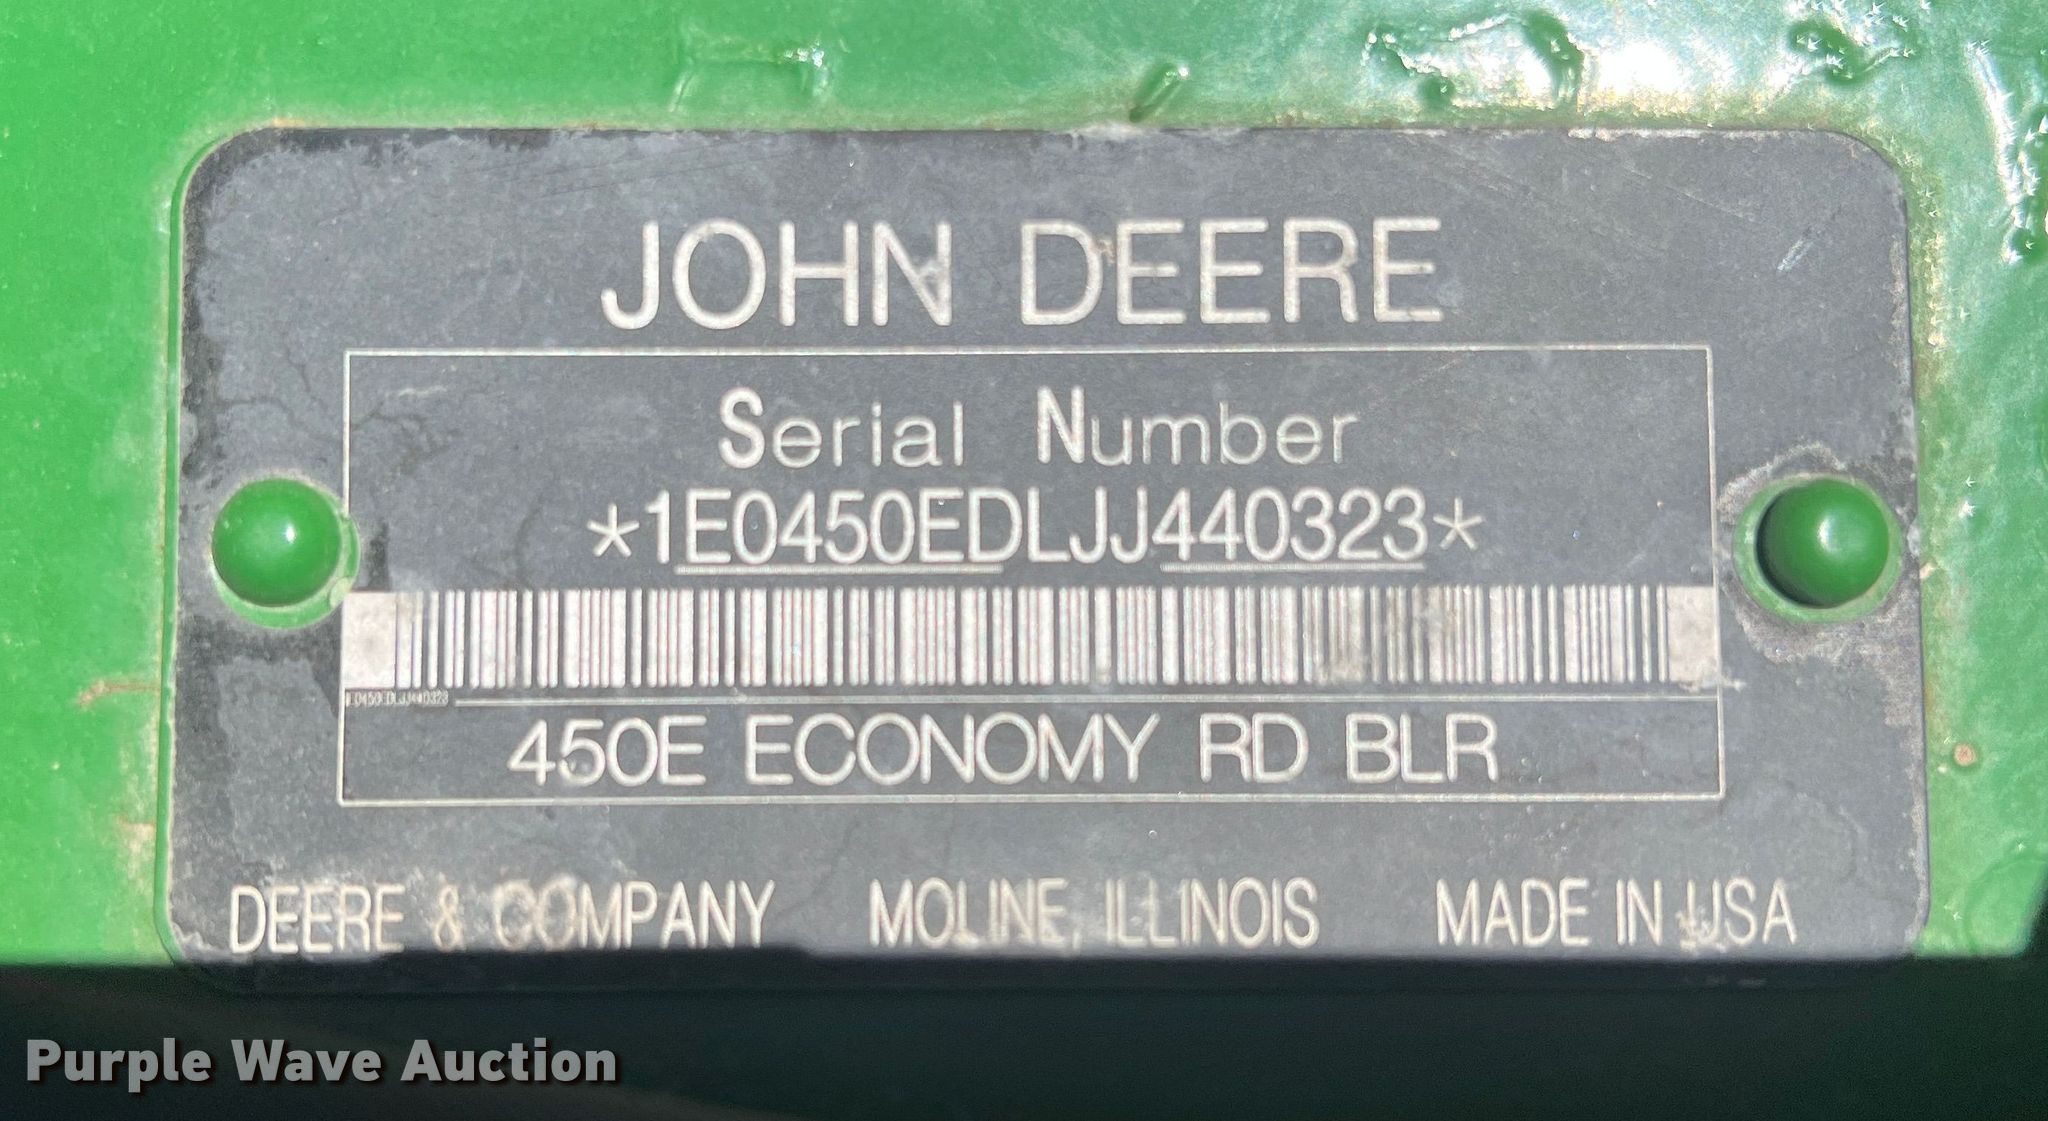 JOHN DEERE
Serial Number
*1E0450EDLJJ440323*
1E0450EDLJJ440323
450E ECONOMY RD BLR
DEERE & COMPANY MOLINE, ILLINOIS MADE IN USA
Purple Wave Auction